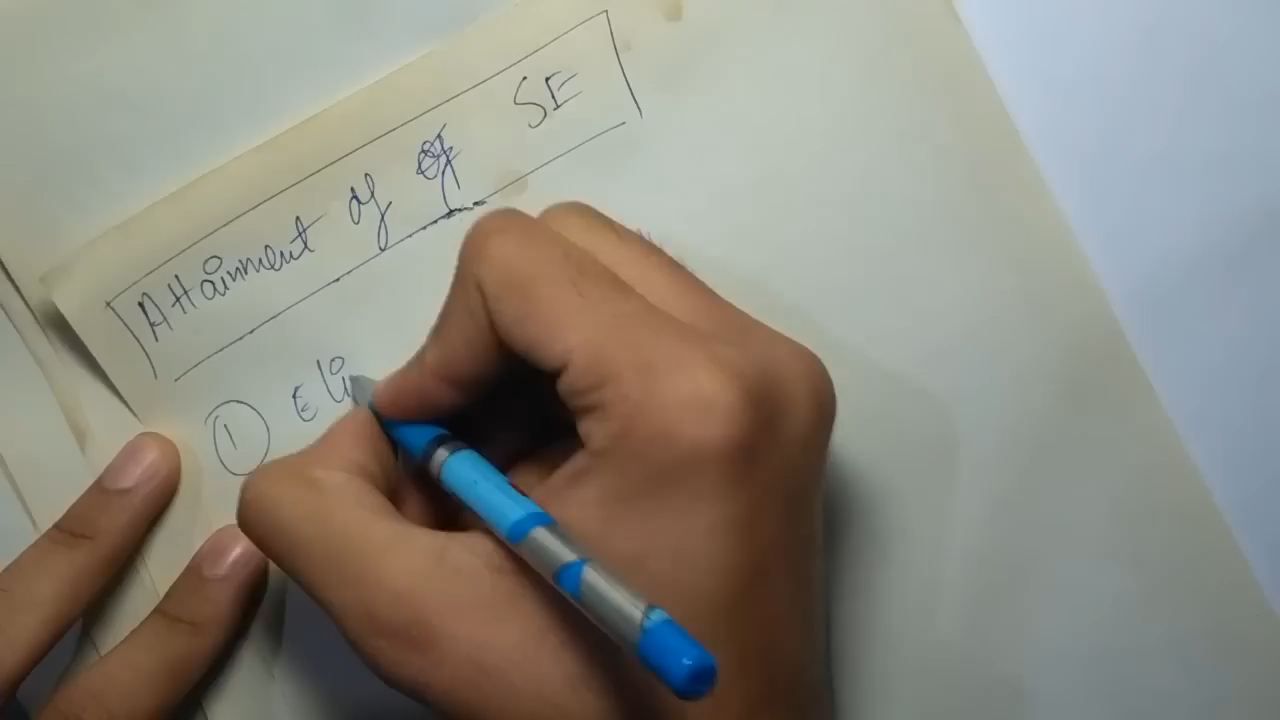 Attainment of SE
① Eli